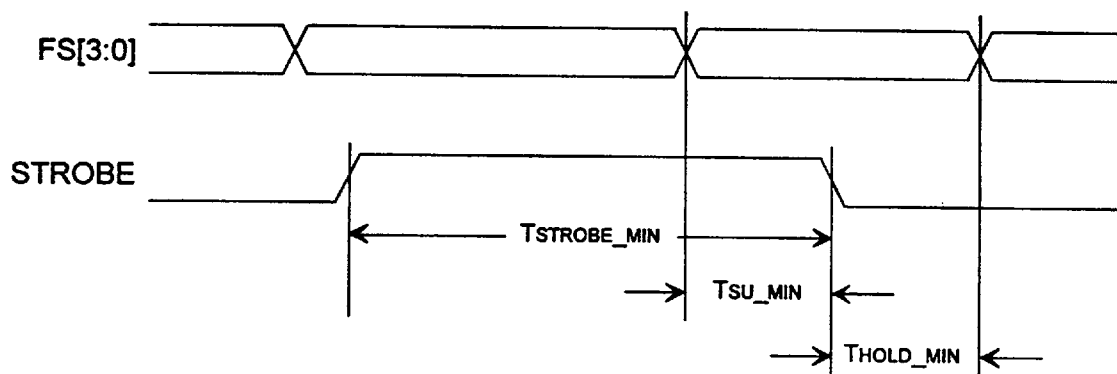 FS[3:0]
STROBE
TSTROBE_MIN
TSU_MIN
THOLD_MIN